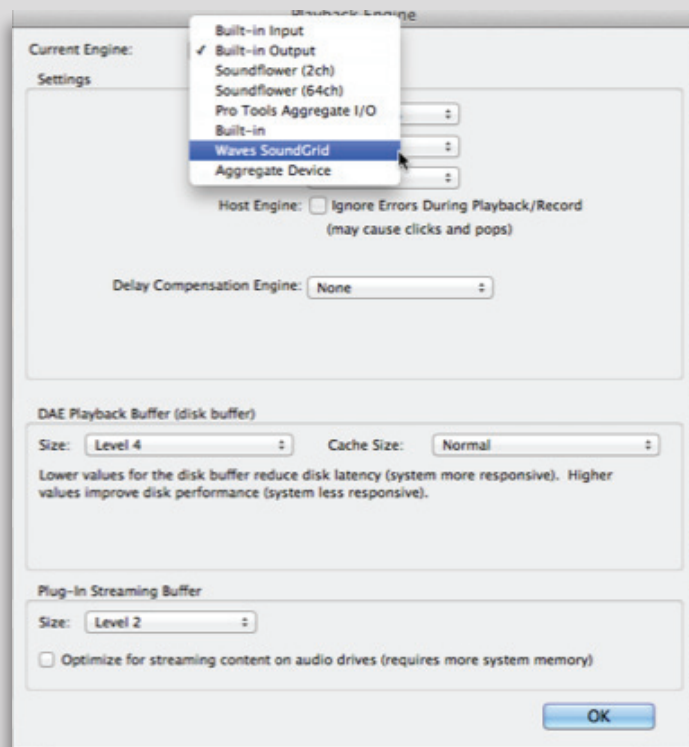 Playback Engine
Current Engine:
Built-in Input
✓ Built-in Output
Soundflower (2ch)
Soundflower (64ch)
Pro Tools Aggregate I/O
Built-in
Waves SoundGrid
Aggregate Device
Settings
Host Engine: Ignore Errors During Playback/Record
(may cause clicks and pops)
Delay Compensation Engine: None
DAE Playback Buffer (disk buffer)
Size: Level 4 Cache Size: Normal
Lower values for the disk buffer reduce disk latency (system more responsive). Higher
values improve disk performance (system less responsive).
Plug-In Streaming Buffer
Size: Level 2
Optimize for streaming content on audio drives (requires more system memory)
OK